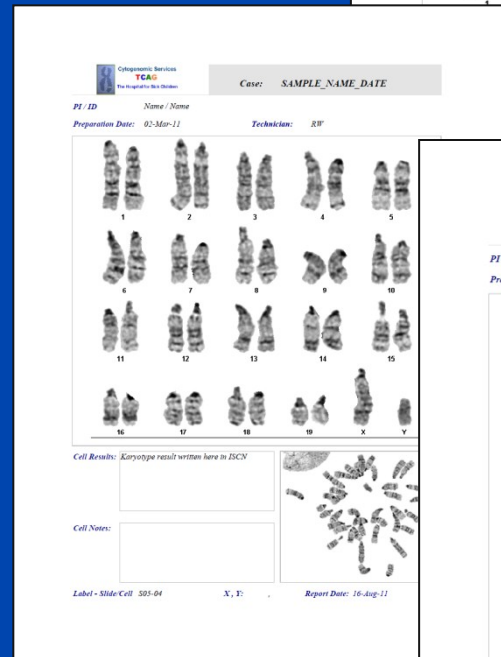 Cytogenomic Services
TCAG
The Hospital for Sick Children
Case: SAMPLE_NAME_DATE
PI / ID Name / Name
Preparation Date: 02-Mar-11 Technician: RW
1 2 3 4 5
6 7 8 9 10
11 12 13 14 15
16 17 18 19 X Y
Cell Results: Karyotype result written here in ISCN
Cell Notes:
Label - Slide/Cell S05-04 X , Y: , Report Date: 16-Aug-11
PI
Pr